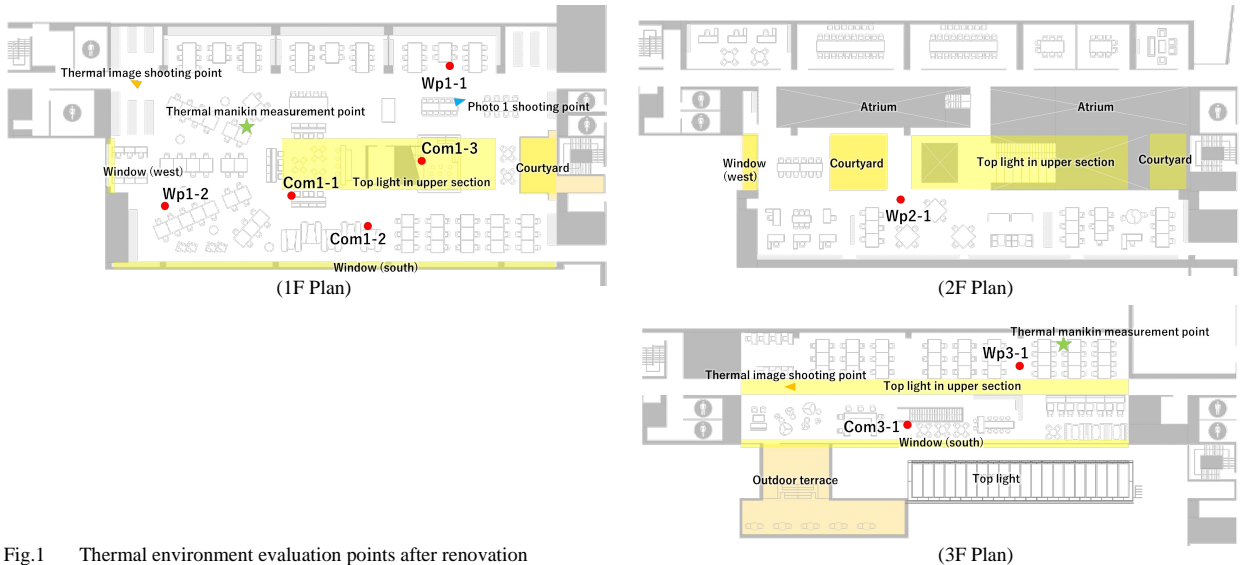 Thermal image shooting point
Wp1-1
Thermal manikin measurement point
Photo 1 shooting point
Com1-3
Window (west)
Com1-1
Top light in upper section
Courtyard
Wp1-2
Com1-2
Window (south)
(1F Plan)
Atrium
Atrium
Window
(west)
Courtyard
Top light in upper section
Courtyard
Wp2-1
(2F Plan)
Thermal manikin measurement point
Wp3-1
Thermal image shooting point
Top light in upper section
Com3-1
Window (south)
Outdoor terrace
Top light
(3F Plan)
Fig.1 Thermal environment evaluation points after renovation